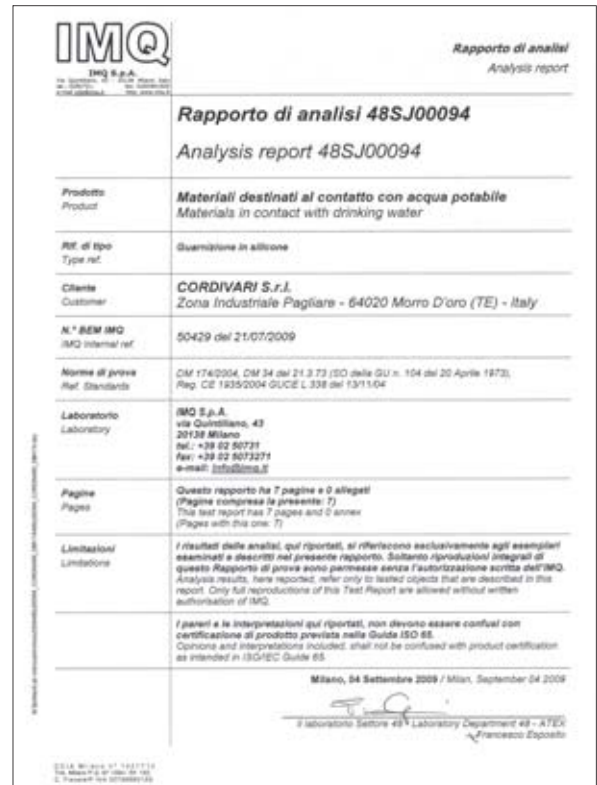 IMQ
IMQ S.p.A.
Rapporto di analisi
Analysis report
Rapporto di analisi 48SJ00094
Analysis report 48SJ00094
Prodotto
Product
Materiali destinati al contatto con acqua potabile
Materials in contact with drinking water
Rif. di tipo
Type ref.
Guarnizione in silicone
Cliente
Customer
CORDIVARI S.r.l.
Zona Industriale Pagliare - 64020 Morro D'oro (TE) - Italy
N.° BEM IMQ
IMQ internal ref.
50429 del 21/07/2009
Norme di prova
Ref. Standards
DM 174/2004, DM 34 del 21.3.73 (SO della GU n. 104 del 20 Aprile 1973),
Reg. CE 1935/2004 GUCE L 338 del 13/11/04
Laboratorio
Laboratory
IMQ S.p.A.
via Quintiliano, 43
20138 Milano
tel.: +39 02 50731
fax: +39 02 5073271
e-mail: info@imq.it
Pagine
Pages
Questo rapporto ha 7 pagine e 0 allegati
(Pagine compresa la presente: 7)
This test report has 7 pages and 0 annex
(Pages with this one: 7)
Limitazioni
Limitations
I risultati delle analisi, qui riportati, si riferiscono esclusivamente agli esemplari
esaminati e descritti nel presente rapporto. Soltanto riproduzioni integrali di
questo Rapporto di prova sono permesse senza l'autorizzazione scritta dell'IMQ.
Analysis results, here reported, refer only to tested objects that are described in this
report. Only full reproductions of this Test Report are allowed without written
authorisation of IMQ.
I pareri e le interpretazioni qui riportati, non devono essere confusi con
certificazione di prodotto prevista nella Guida ISO 65.
Opinions and interpretations included, shall not be confused with product certification
as intended in ISO/IEC Guide 65.
Milano, 04 Settembre 2009 / Milan, September 04 2009
Il laboratorio Settore 48 - Laboratory Department 48 - ATEX
Francesco Esposito